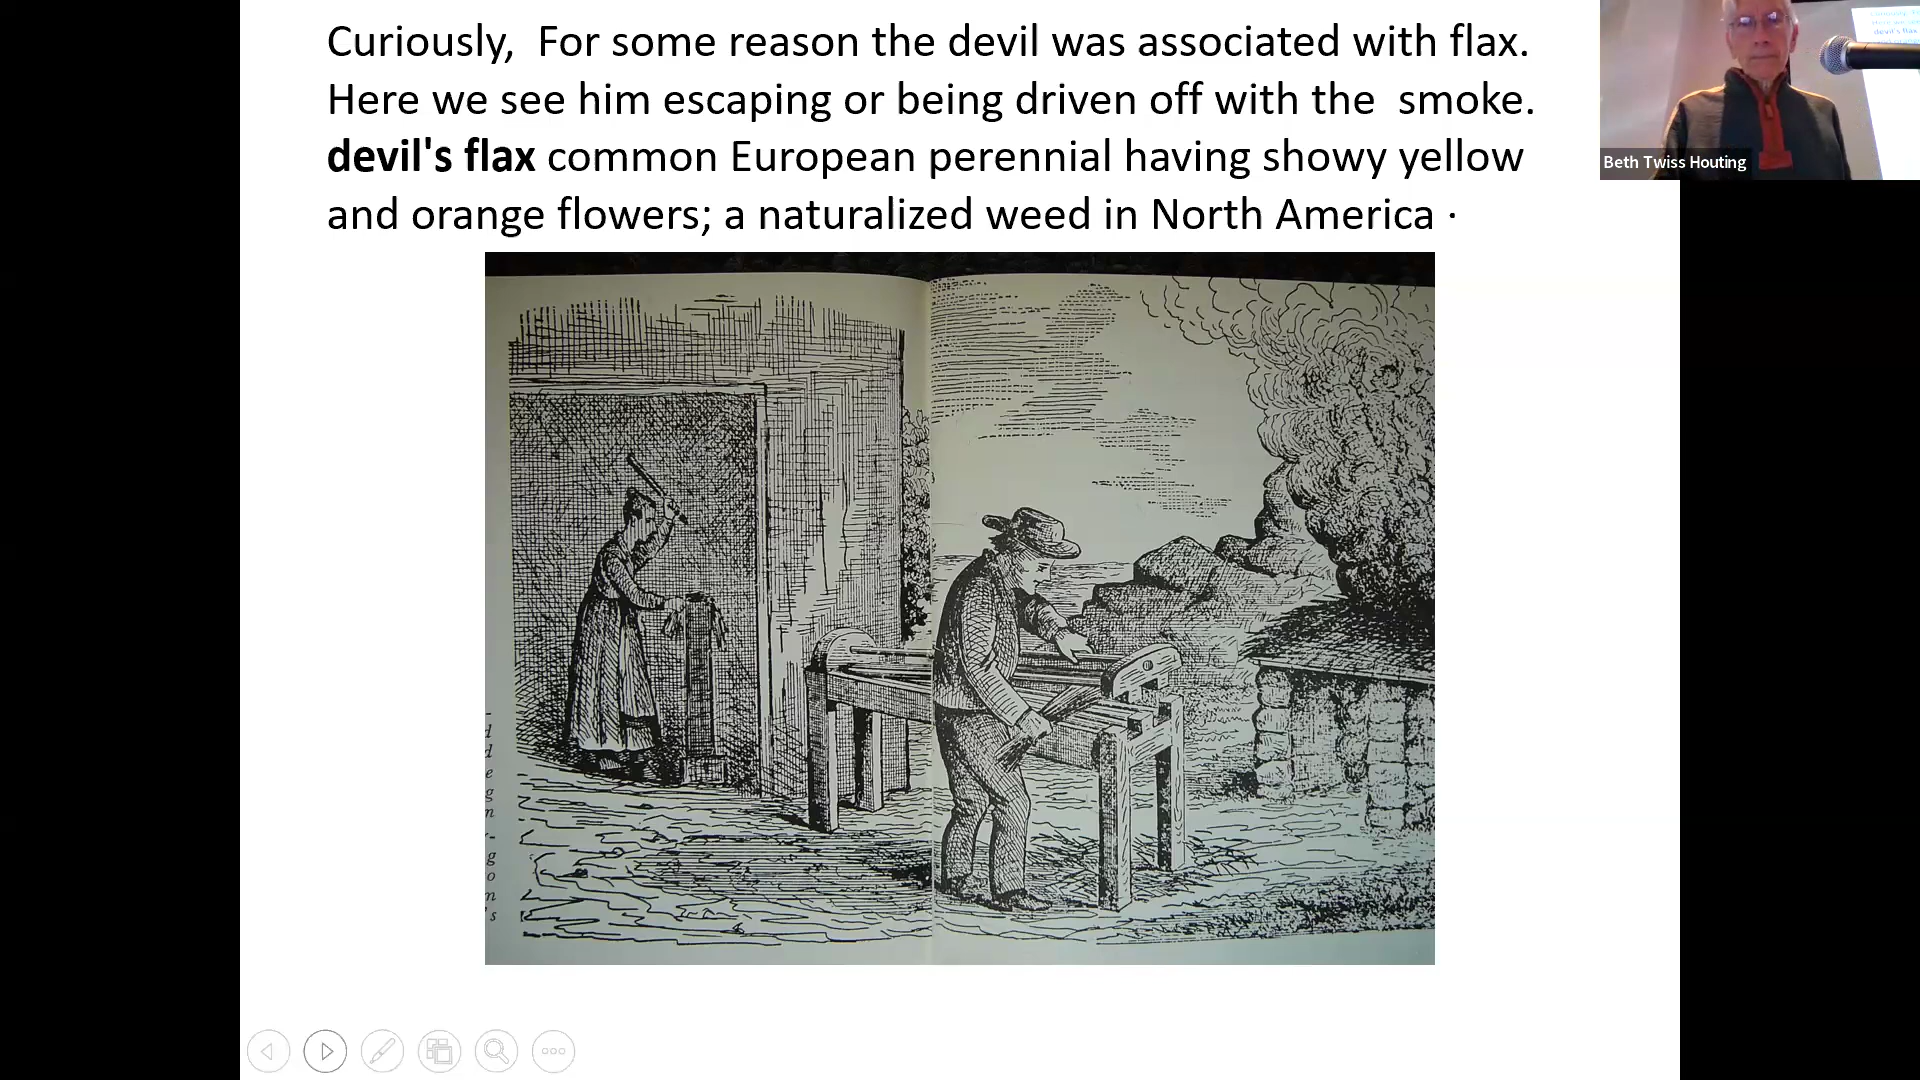 Curiously,  For some reason the devil was associated with flax.
Here we see him escaping or being driven off with the  smoke.
devil's flax common European perennial having showy yellow
and orange flowers; a naturalized weed in North America ·
Beth Twiss Houting
-
d
d
e
g
n
-
g
o
n
's